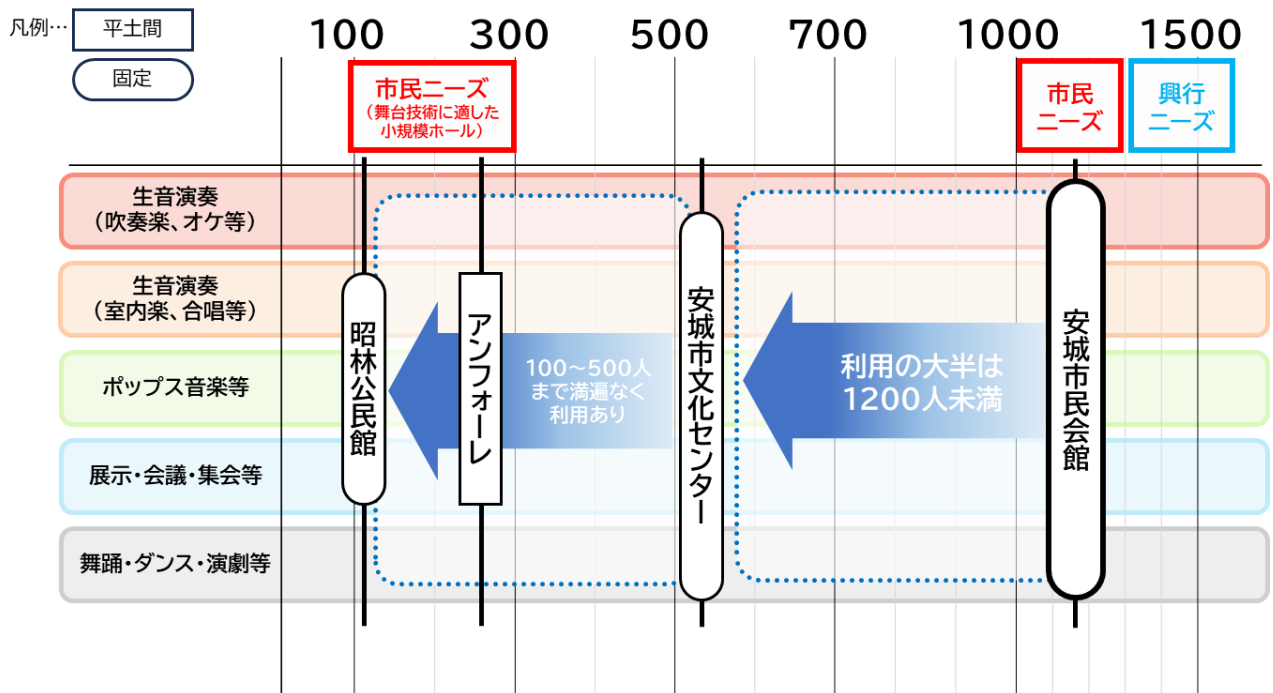 凡例…
平土間
固定
100
300
500
700
1000
1500
市民ニーズ
(舞台技術に適した
小規模ホール)
市民
ニーズ
興行
ニーズ
生音演奏
(吹奏楽、オケ等)
生音演奏
(室内楽、合唱等)
ポップス音楽等
展示・会議・集会等
舞踊・ダンス・演劇等
昭林公民館
アンフォーレ
100～500人
まで満遍なく
利用あり
安城市文化センター
利用の大半は
1200人未満
安城市民会館